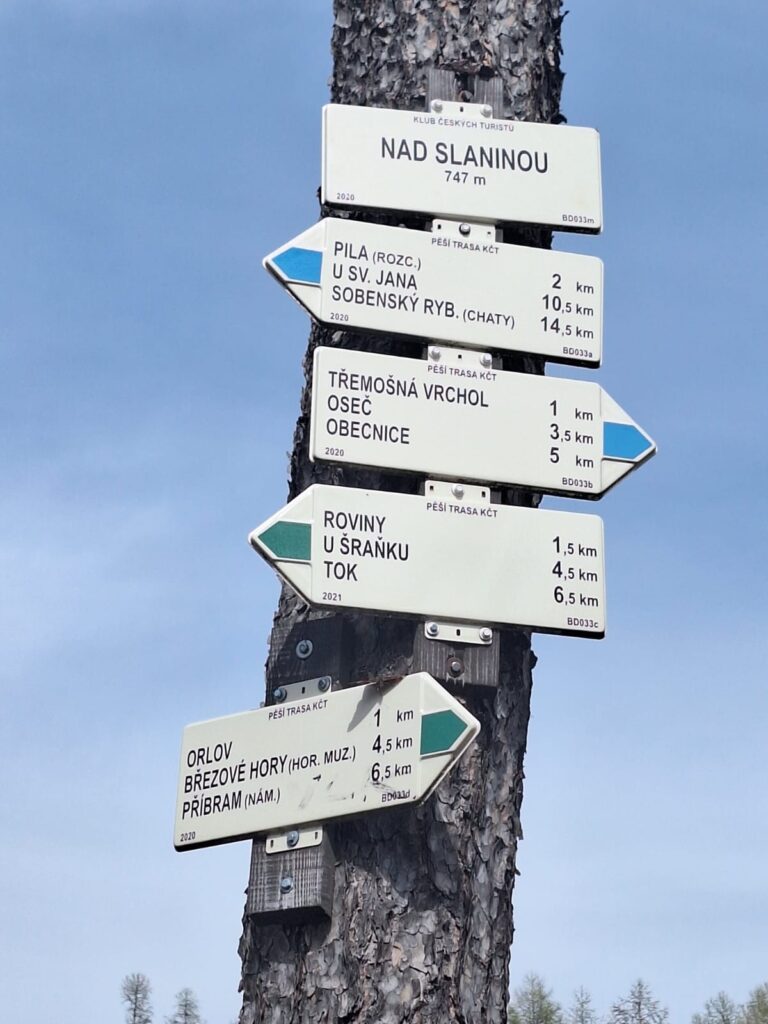 KLUB ČESKÝCH TURISTŮ
NAD SLANINOU
747 m
2020 BD033m
PĚŠÍ TRASA KČT
PILA (ROZC.) 2 km
U SV. JANA 10,5 km
SOBENSKÝ RYB. (CHATY) 14,5 km
2020 BD033a
PĚŠÍ TRASA KČT
TŘEMOŠNÁ VRCHOL 1 km
OSEČ 3,5 km
OBECNICE 5 km
2020 BD033b
PĚŠÍ TRASA KČT
ROVINY 1,5 km
U ŠRAŇKU 4,5 km
TOK 6,5 km
2021 BD033c
PĚŠÍ TRASA KČT
ORLOV 1 km
BŘEZOVÉ HORY (HOR. MUZ.) 4,5 km
PŘÍBRAM (NÁM.) 6,5 km
2020 BD033d